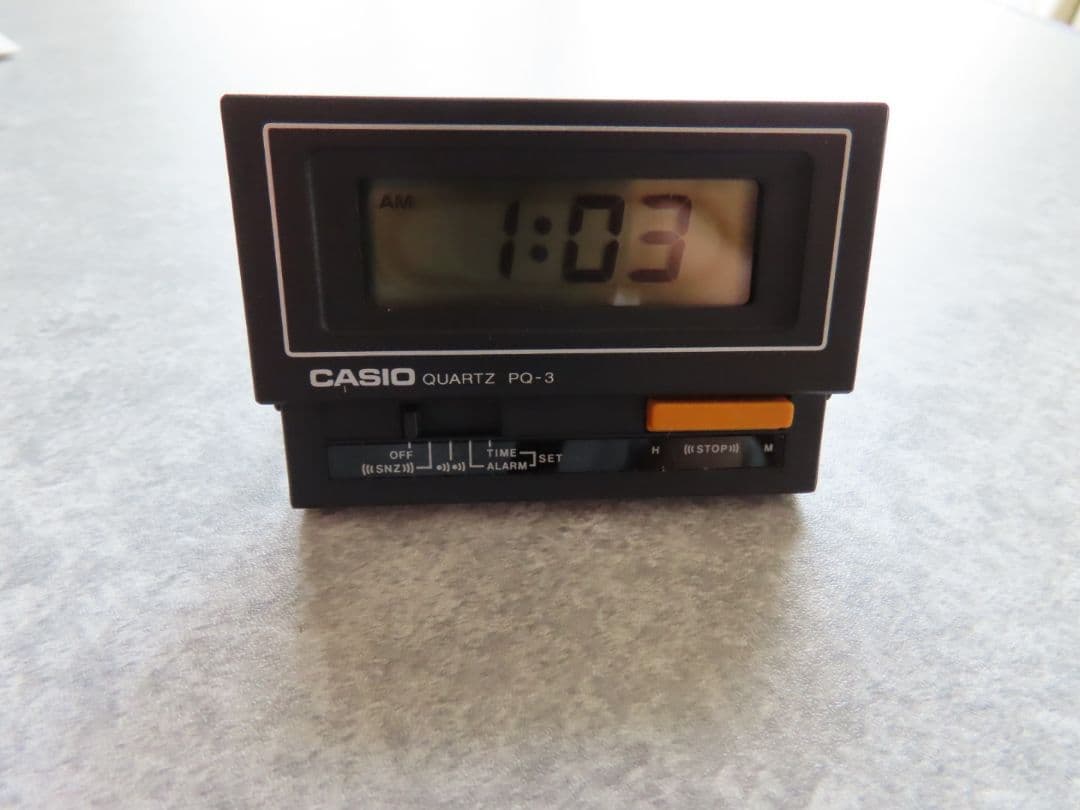 AM 1:03
CASIO QUARTZ PQ-3
OFF TIME SET H ((STOP)) M
(((SNZ))) ALARM